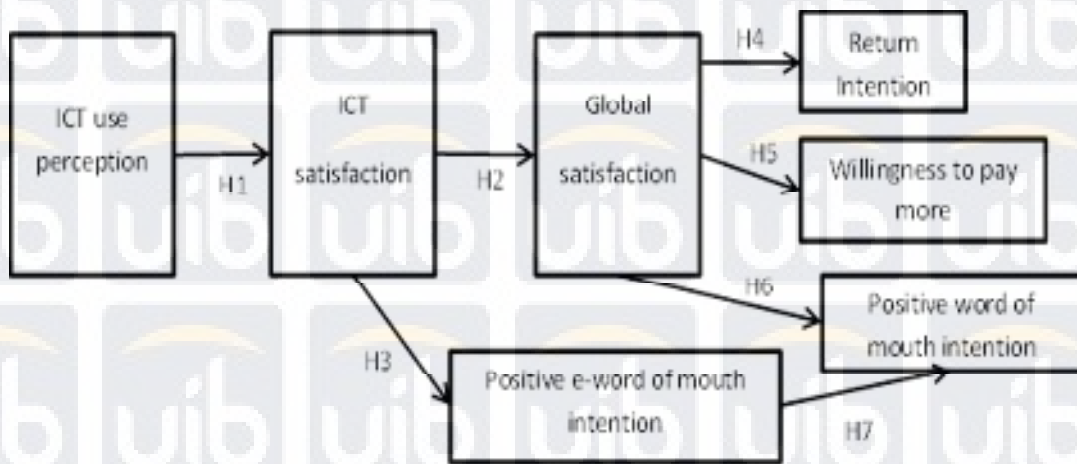 ICT use
perception
H1
ICT
satisfaction
H2
Global
satisfaction
H4
Return
Intention
H5
Willingness to pay
more
H6
Positive word of
mouth intention
H3
Positive e-word of mouth
intention
H7
uib